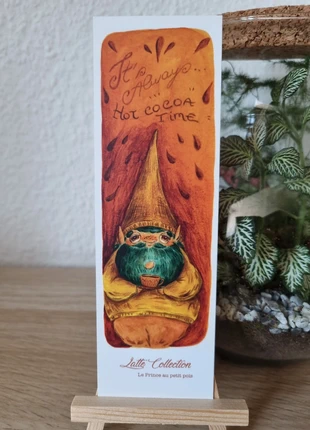 It's
Always...
...
HOT COCOA
TIME
Latte Collection
Le Prince au petit pois